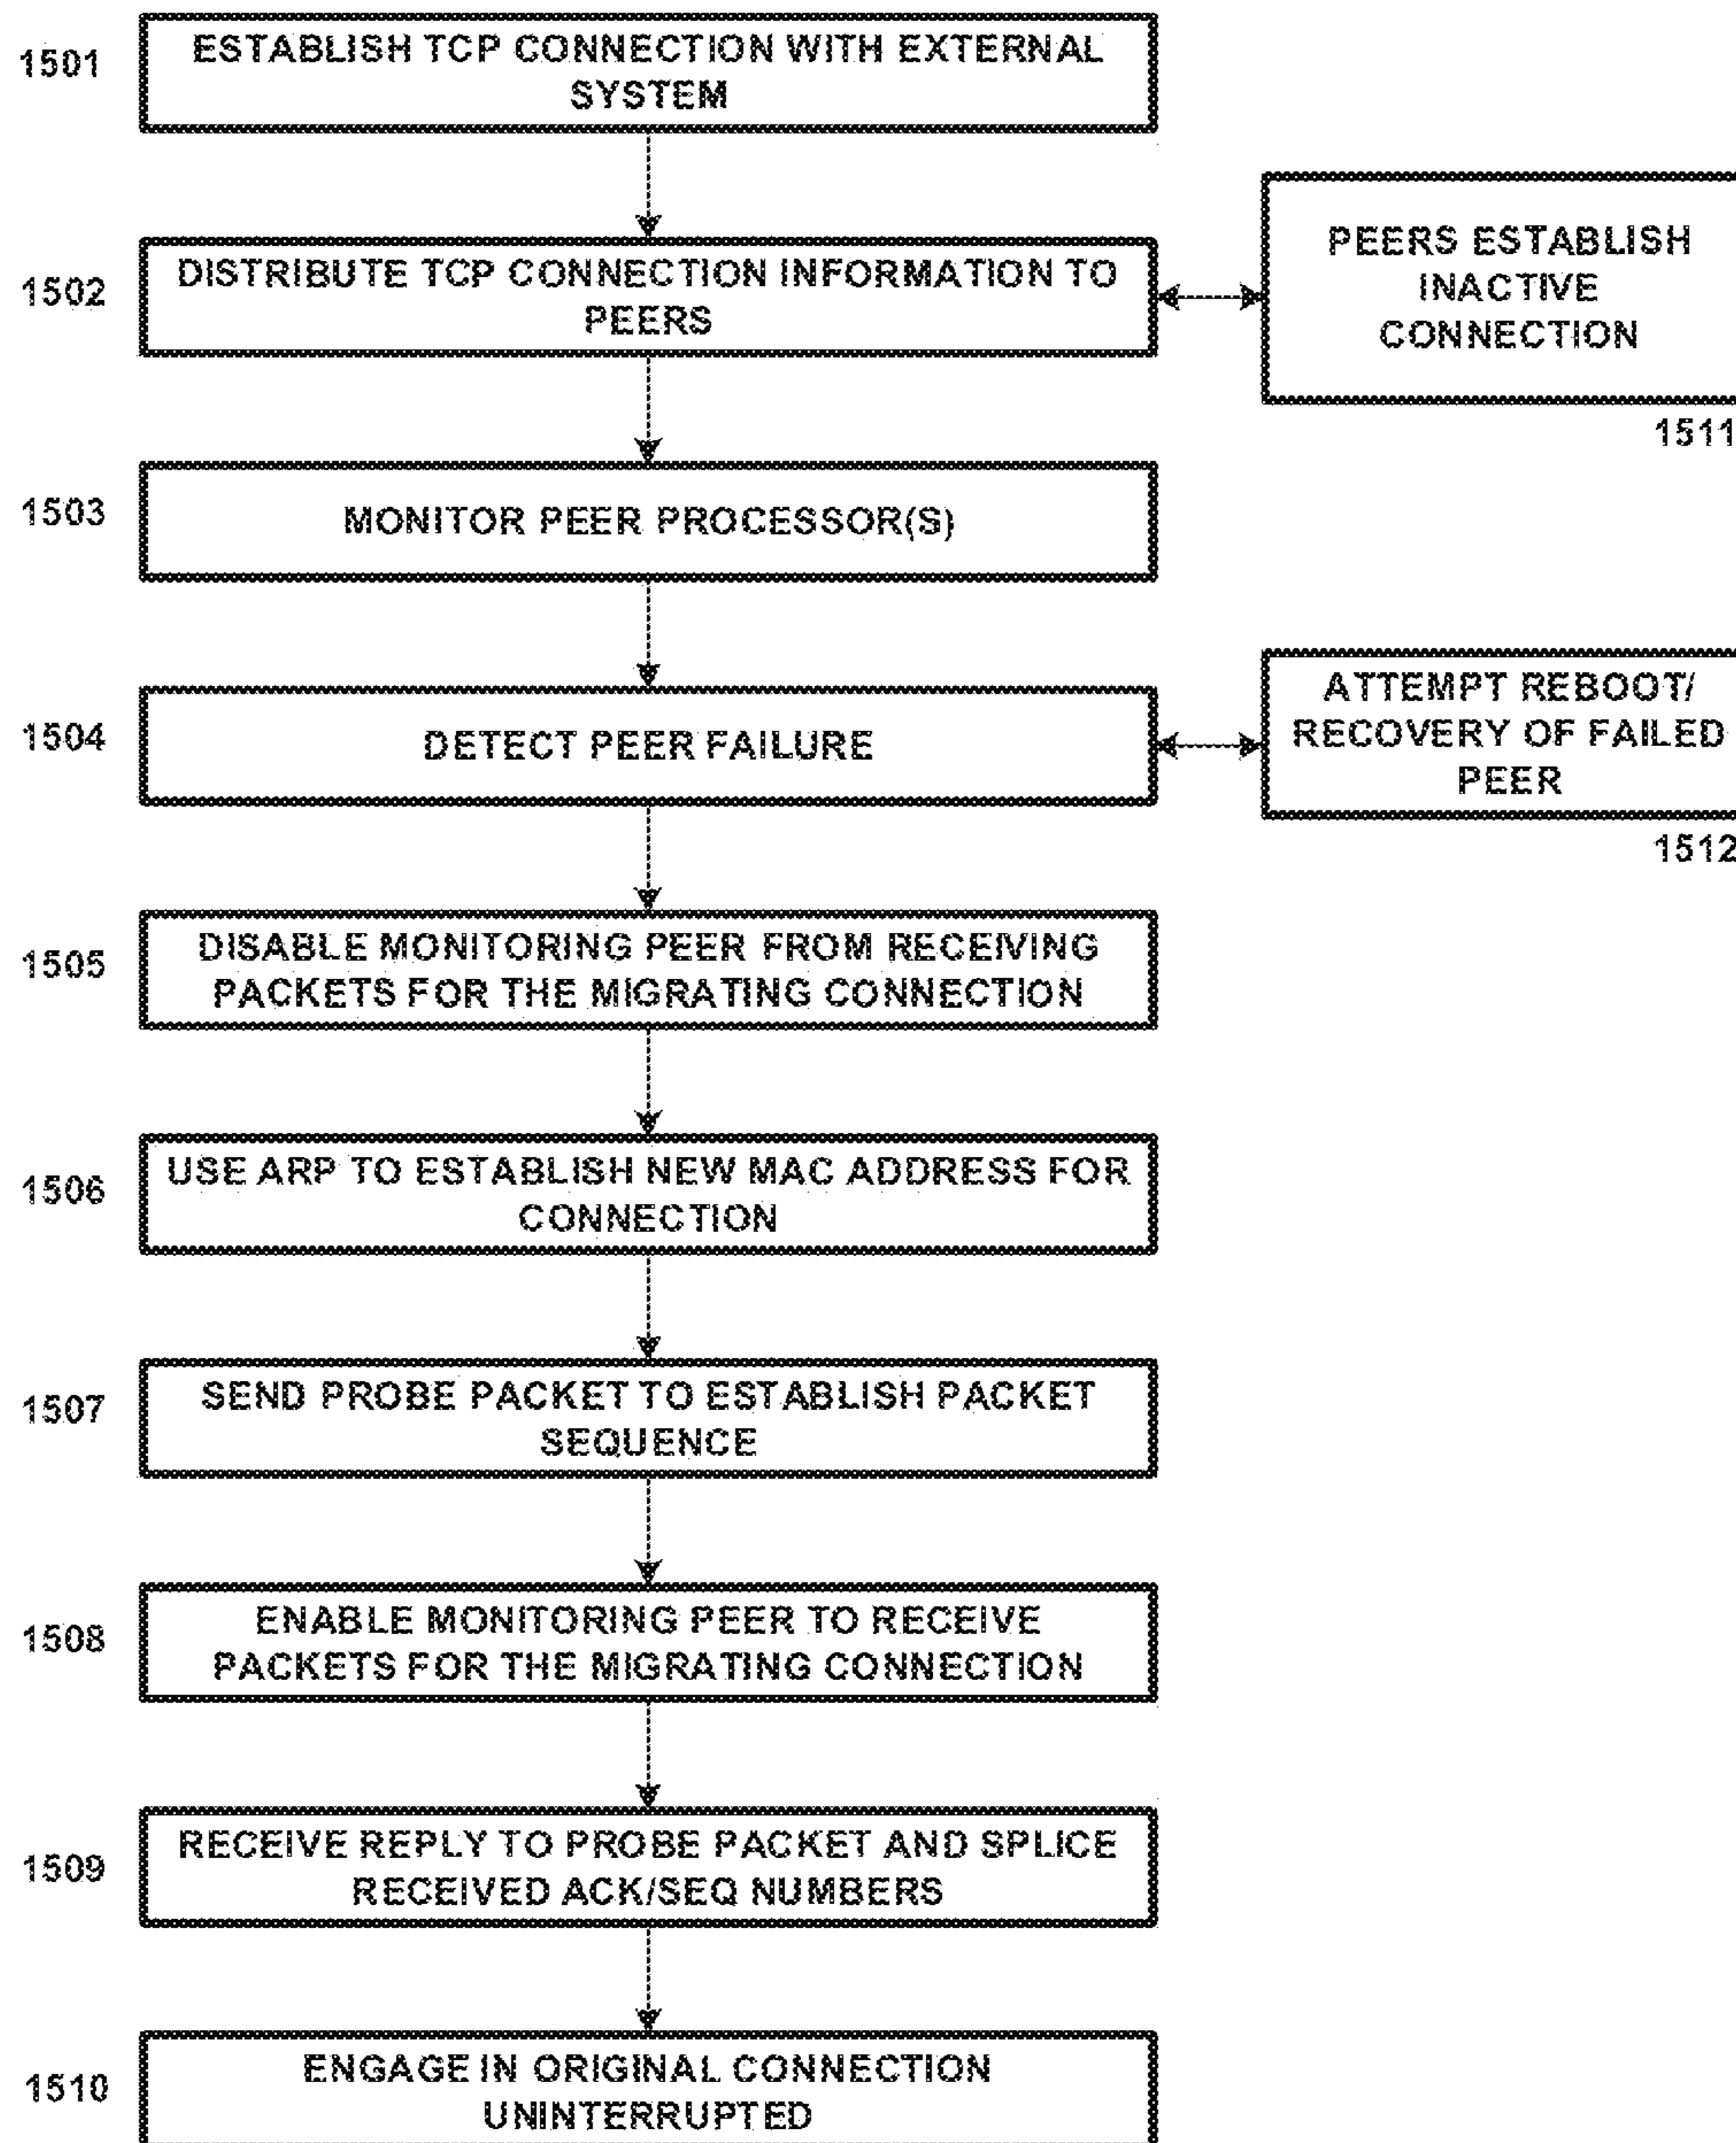 1501
ESTABLISH TCP CONNECTION WITH EXTERNAL
SYSTEM
1502
DISTRIBUTE TCP CONNECTION INFORMATION TO
PEERS
PEERS ESTABLISH
INACTIVE
CONNECTION
1511
1503
MONITOR PEER PROCESSOR(S)
1504
DETECT PEER FAILURE
ATTEMPT REBOOT/
RECOVERY OF FAILED
PEER
1512
1505
DISABLE MONITORING PEER FROM RECEIVING
PACKETS FOR THE MIGRATING CONNECTION
1506
USE ARP TO ESTABLISH NEW MAC ADDRESS FOR
CONNECTION
1507
SEND PROBE PACKET TO ESTABLISH PACKET
SEQUENCE
1508
ENABLE MONITORING PEER TO RECEIVE
PACKETS FOR THE MIGRATING CONNECTION
1509
RECEIVE REPLY TO PROBE PACKET AND SPLICE
RECEIVED ACK/SEQ NUMBERS
1510
ENGAGE IN ORIGINAL CONNECTION
UNINTERRUPTED